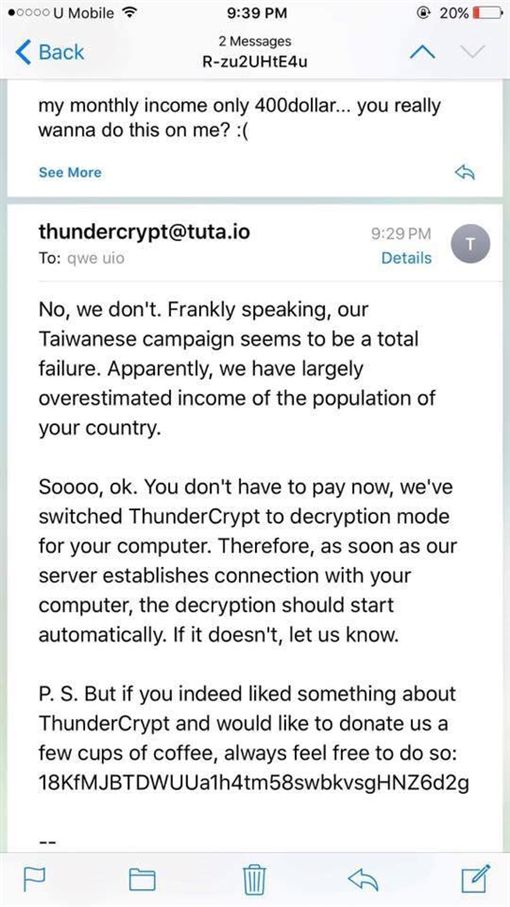 U Mobile 9:39 PM 20%
Back 2 Messages
R-zu2UHtE4u
my monthly income only 400dollar... you really
wanna do this on me? :(
See More
thundercrypt@tuta.io 9:29 PM T
To: qwe uio Details
No, we don't. Frankly speaking, our
Taiwanese campaign seems to be a total
failure. Apparently, we have largely
overestimated income of the population of
your country.
Soooo, ok. You don't have to pay now, we've
switched ThunderCrypt to decryption mode
for your computer. Therefore, as soon as our
server establishes connection with your
computer, the decryption should start
automatically. If it doesn't, let us know.
P. S. But if you indeed liked something about
ThunderCrypt and would like to donate us a
few cups of coffee, always feel free to do so:
18KfMJBTDWUUa1h4tm58swbkvsgHNZ6d2g
--